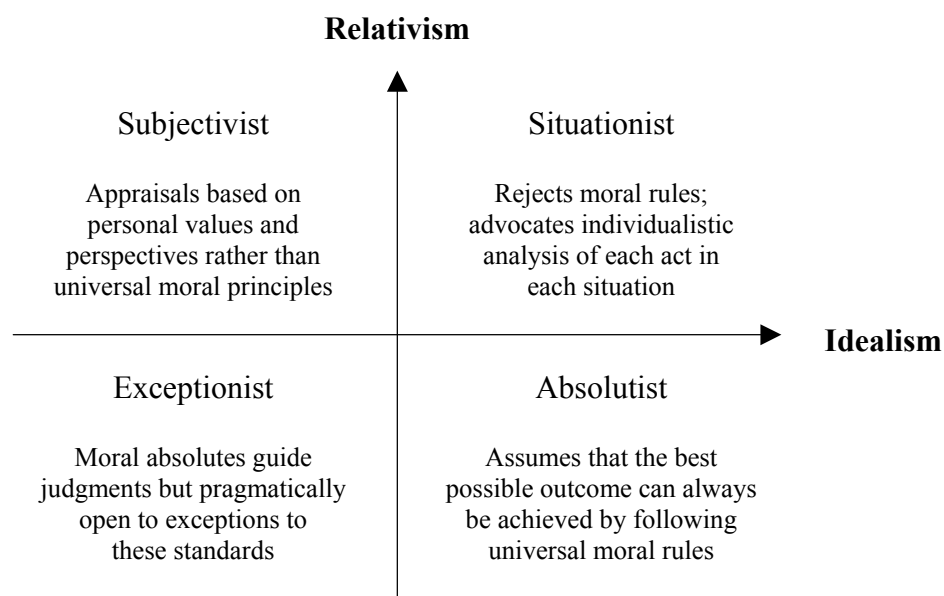 Relativism
Subjectivist
Appraisals based on
personal values and
perspectives rather than
universal moral principles
Situationist
Rejects moral rules;
advocates individualistic
analysis of each act in
each situation
Idealism
Exceptionist
Moral absolutes guide
judgments but pragmatically
open to exceptions to
these standards
Absolutist
Assumes that the best
possible outcome can always
be achieved by following
universal moral rules